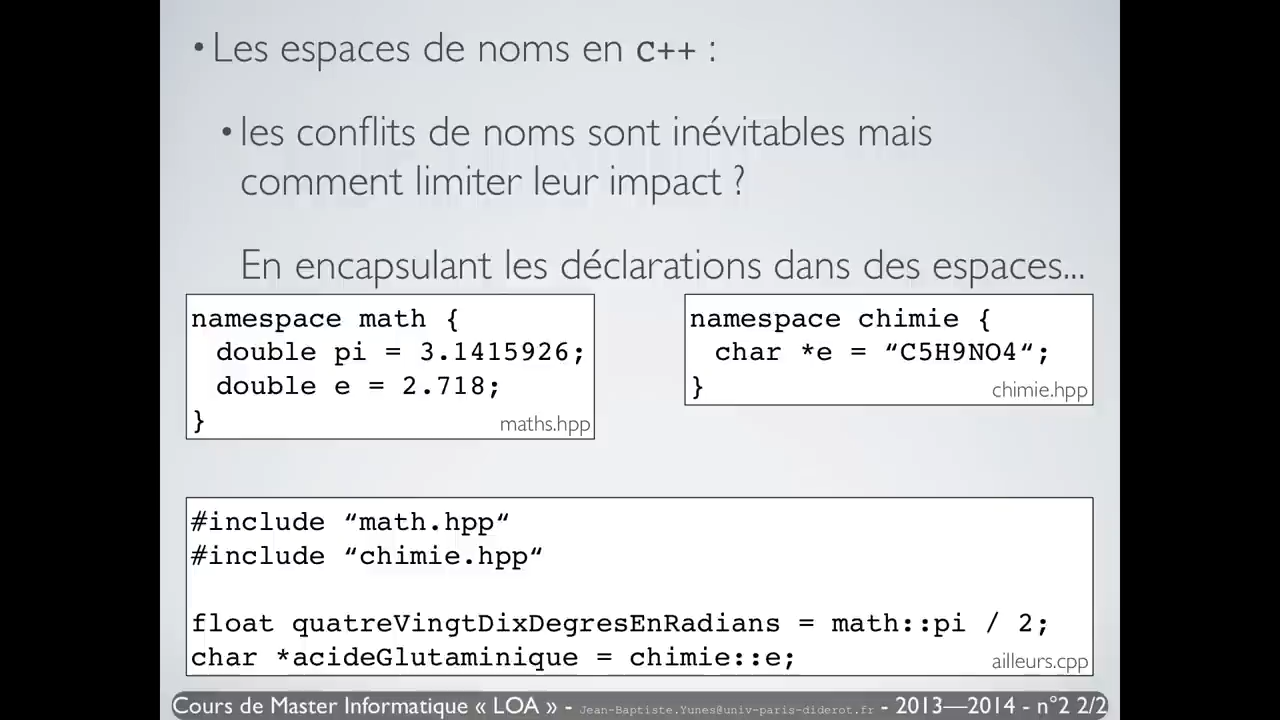 • Les espaces de noms en C++ :
• les conflits de noms sont inévitables mais
comment limiter leur impact ?
En encapsulant les déclarations dans des espaces...
namespace math {
double pi = 3.1415926;
double e = 2.718;
}
maths.hpp
namespace chimie {
char *e = “C5H9NO4“;
}
chimie.hpp
#include “math.hpp“
#include “chimie.hpp“
float quatreVingtDixDegresEnRadians = math::pi / 2;
char *acideGlutaminique = chimie::e;
ailleurs.cpp
Cours de Master Informatique « LOA » - Jean-Baptiste.Yunes@univ-paris-diderot.fr - 2013—2014 - n°2 2/2